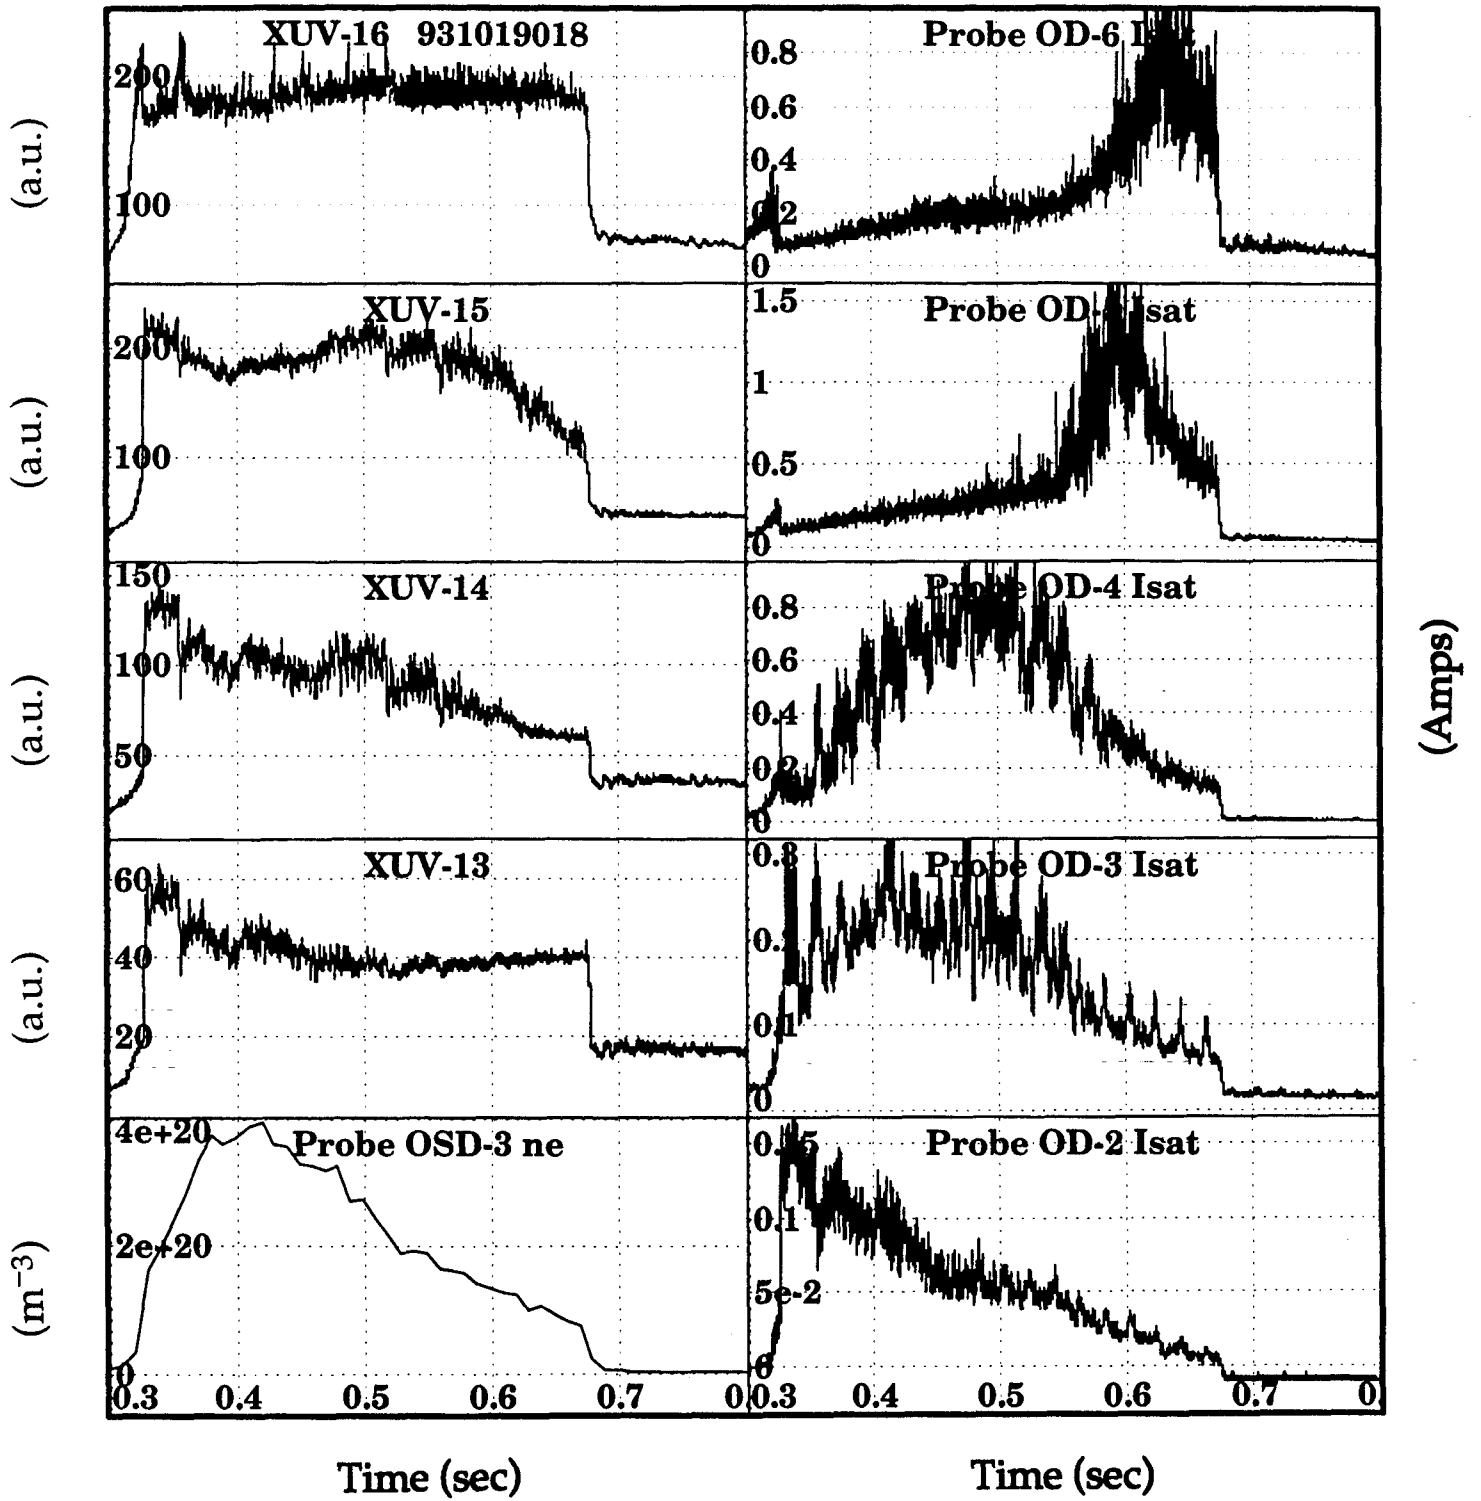 XUV-16 931019018
(a.u.)
200
100
XUV-15
(a.u.)
200
100
XUV-14
(a.u.)
150
100
50
XUV-13
(a.u.)
60
40
20
Probe OSD-3 ne
(m⁻³)
4e+20
2e+20
0
0.3 0.4 0.5 0.6 0.7
Time (sec)
Probe OD-6
0.8
0.6
0.4
0.2
0
Probe OD- Isat
1.5
1
0.5
0
Probe OD-4 Isat
0.8
0.6
0.4
0.2
0
Probe OD-3 Isat
0.1
0
Probe OD-2 Isat
0.1
5e-2
0
0.3 0.4 0.5 0.6 0.7
Time (sec)
(Amps)